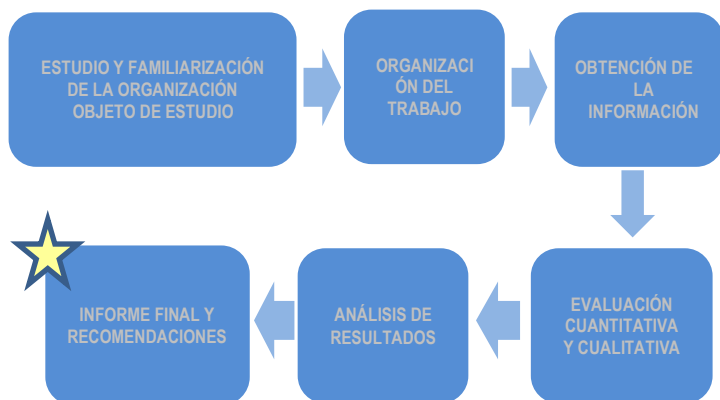 ESTUDIO Y FAMILIARIZACIÓN
DE LA ORGANIZACIÓN
OBJETO DE ESTUDIO
ORGANIZACI
ÓN DEL
TRABAJO
OBTENCIÓN DE
LA
INFORMACIÓN
EVALUACIÓN
CUANTITATIVA
Y CUALITATIVA
ANÁLISIS DE
RESULTADOS
INFORME FINAL Y
RECOMENDACIONES